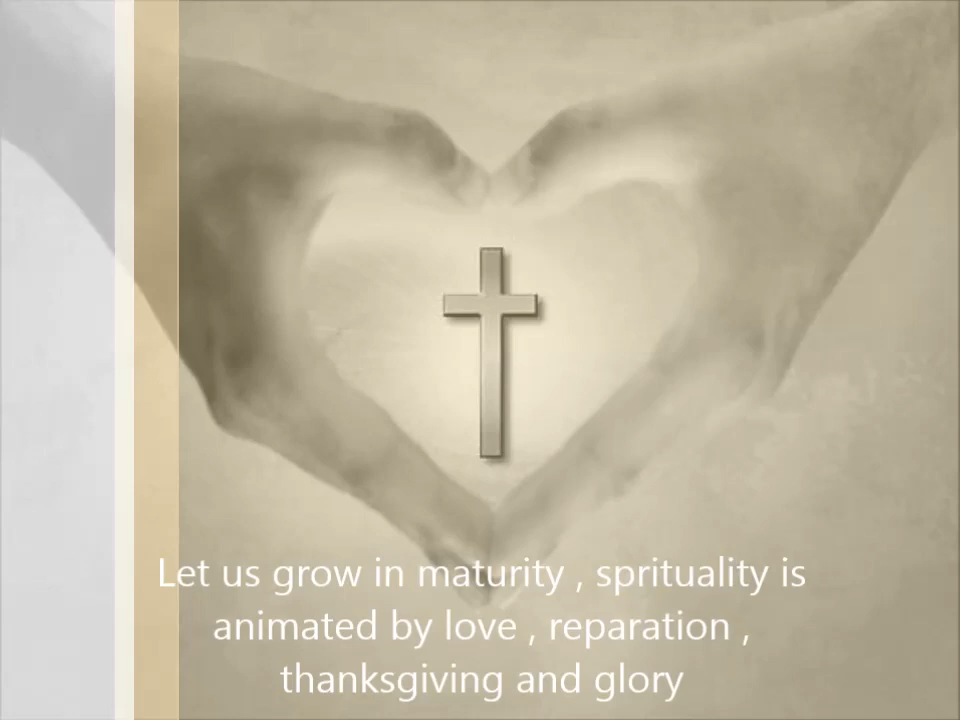 Let us grow in maturity , sprituality is
animated by love , reparation ,
thanksgiving and glory